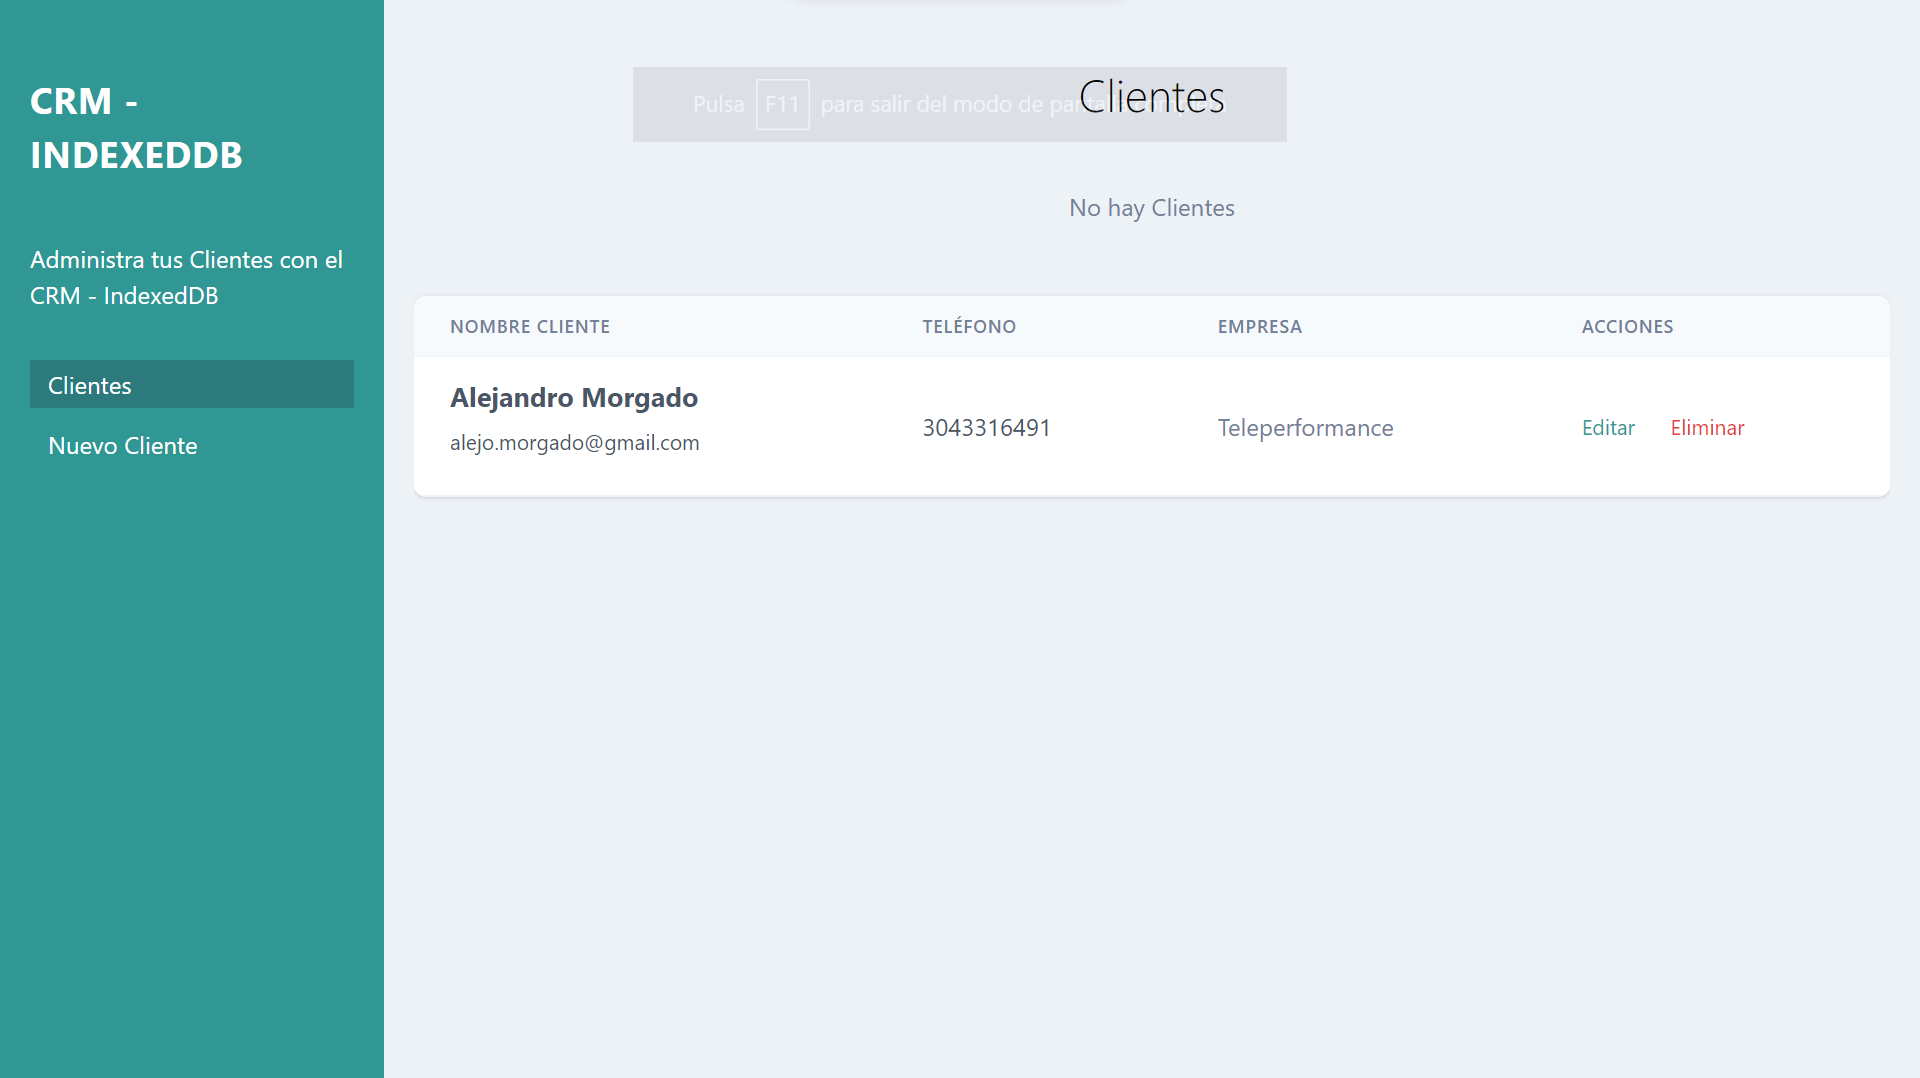 CRM -
INDEXEDDB
Administra tus Clientes con el
CRM - IndexedDB
Clientes
Nuevo Cliente
Pulsa F11 para salir del modo de
Clientes
No hay Clientes
NOMBRE CLIENTE TELÉFONO EMPRESA ACCIONES
Alejandro Morgado
alejo.morgado@gmail.com
3043316491
Teleperformance
Editar Eliminar